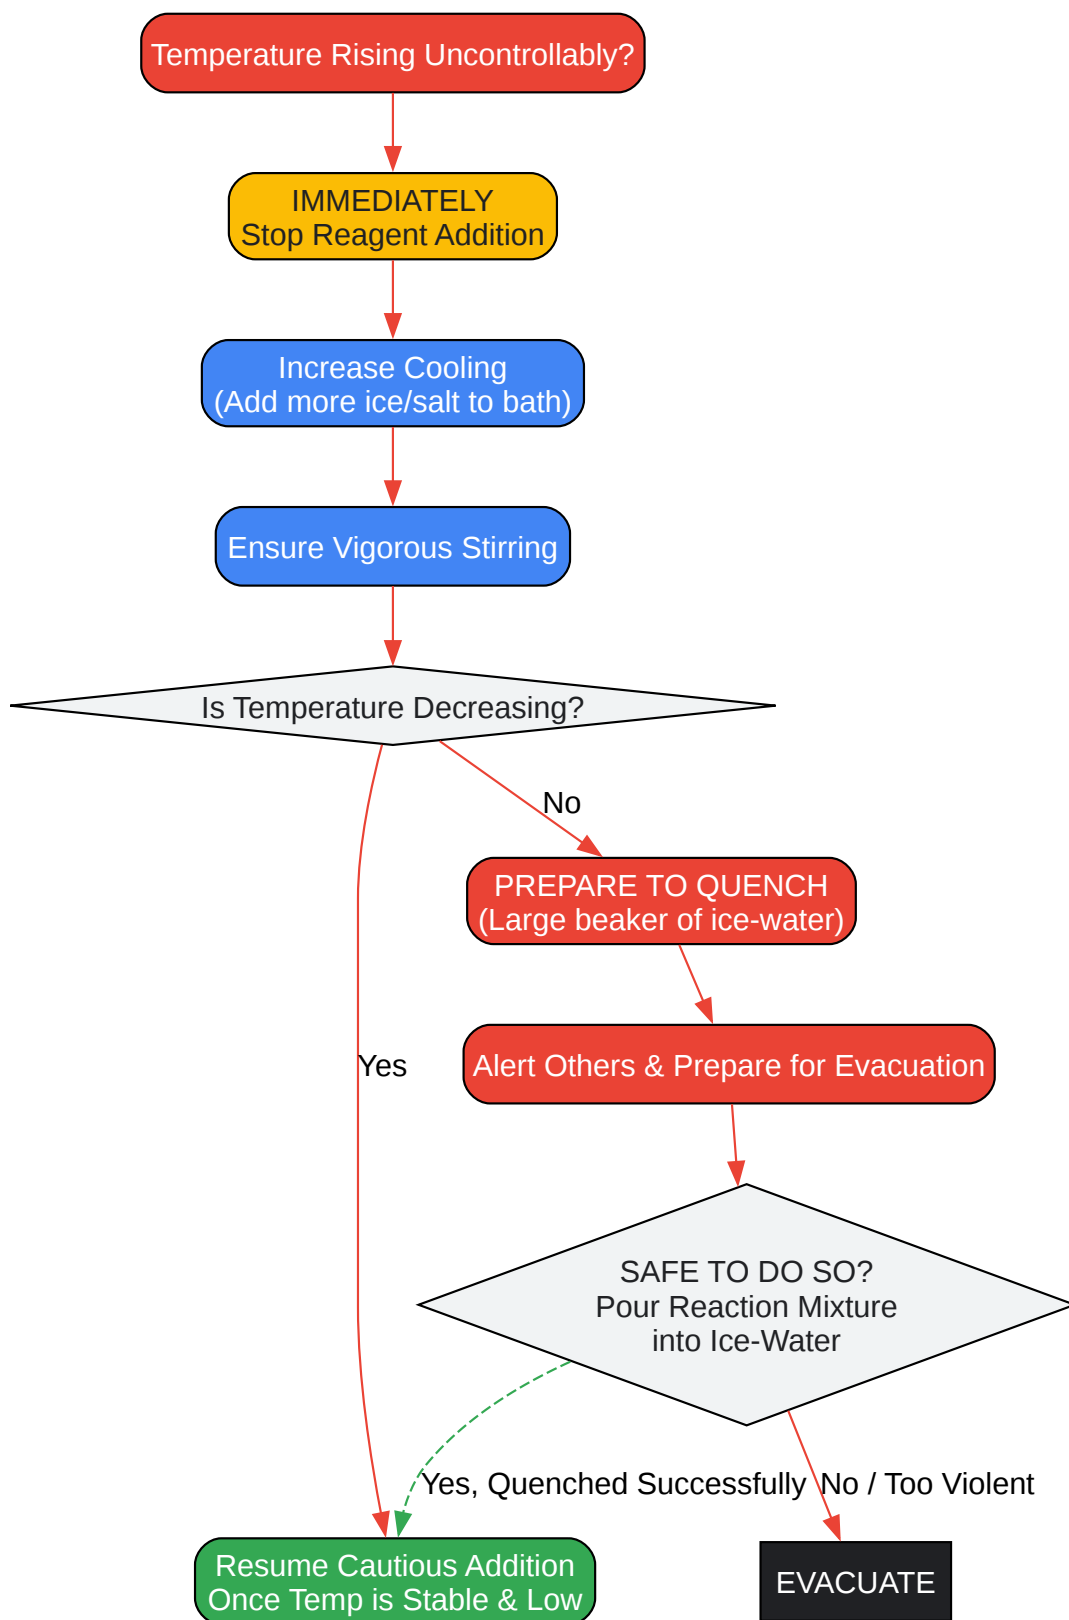 Temperature Rising Uncontrollably?
IMMEDIATELY
Stop Reagent Addition
Increase Cooling
(Add more ice/salt to bath)
Ensure Vigorous Stirring
Is Temperature Decreasing?
No
PREPARE TO QUENCH
(Large beaker of ice-water)
Yes
Alert Others & Prepare for Evacuation
SAFE TO DO SO?
Pour Reaction Mixture
into Ice-Water
Yes, Quenched Successfully
No / Too Violent
Resume Cautious Addition
Once Temp is Stable & Low
EVACUATE